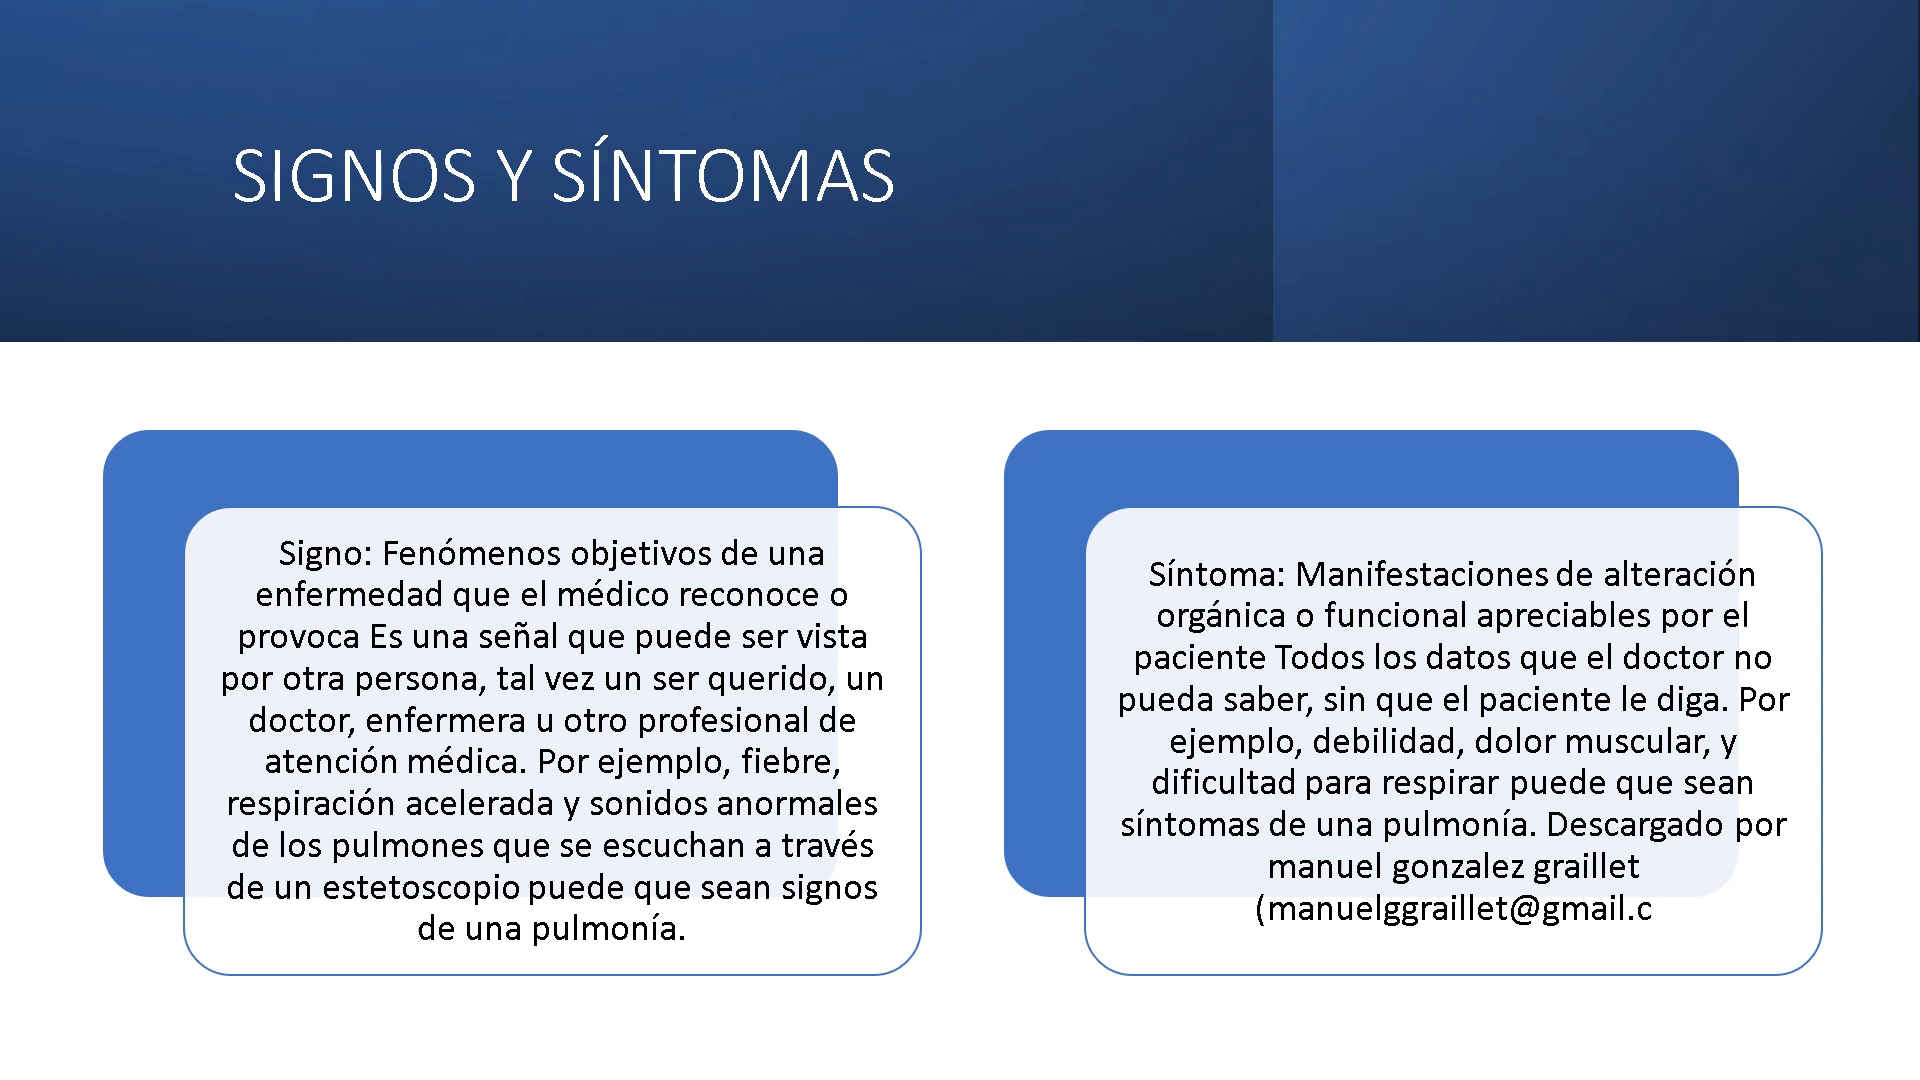 SIGNOS Y SÍNTOMAS
Signo: Fenómenos objetivos de una
enfermedad que el médico reconoce o
provoca Es una señal que puede ser vista
por otra persona, tal vez un ser querido, un
doctor, enfermera u otro profesional de
atención médica. Por ejemplo, fiebre,
respiración acelerada y sonidos anormales
de los pulmones que se escuchan a través
de un estetoscopio puede que sean signos
de una pulmonía.
Síntoma: Manifestaciones de alteración
orgánica o funcional apreciables por el
paciente Todos los datos que el doctor no
pueda saber, sin que el paciente le diga. Por
ejemplo, debilidad, dolor muscular, y
dificultad para respirar puede que sean
síntomas de una pulmonía. Descargado por
manuel gonzalez graillet
(manuelggraillet@gmail.c